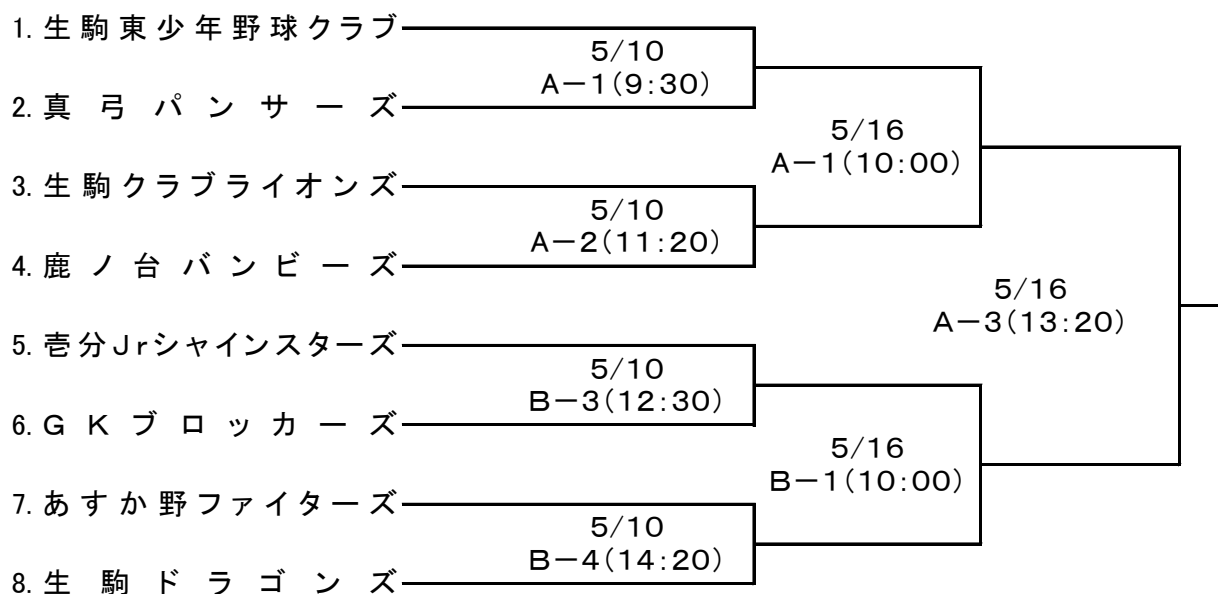 1. 生駒東少年野球クラブ
5/10
A－1(9:30)
2. 真弓パンサーズ
5/16
A－1(10:00)
3. 生駒クラブライオンズ
5/10
A－2(11:20)
4. 鹿ノ台バンビーズ
5/16
A－3(13:20)
5. 壱分Jrシャインスターズ
5/10
B－3(12:30)
6. GKブロッカーズ
5/16
B－1(10:00)
7. あすか野ファイターズ
5/10
B－4(14:20)
8. 生駒ドラゴンズ